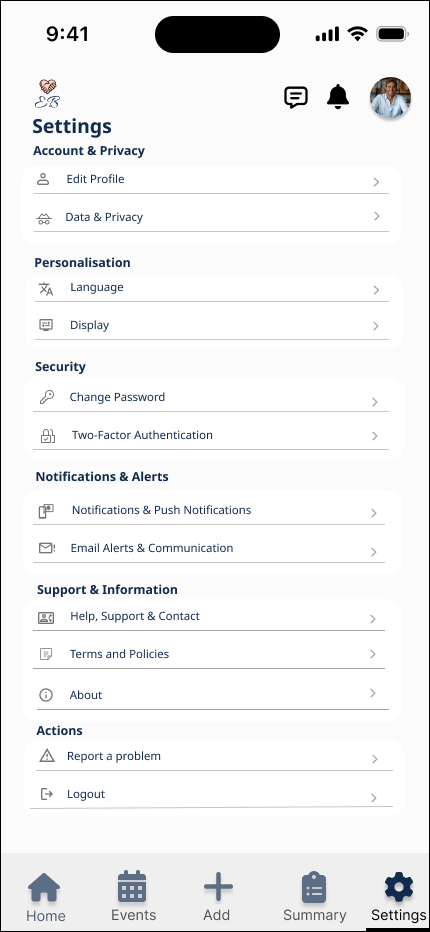 9:41
EB
Settings
Account & Privacy
Edit Profile
Data & Privacy
Personalisation
Language
Display
Security
Change Password
Two-Factor Authentication
Notifications & Alerts
Notifications & Push Notifications
Email Alerts & Communication
Support & Information
Help, Support & Contact
Terms and Policies
About
Actions
Report a problem
Logout
Home Events Add Summary Settings